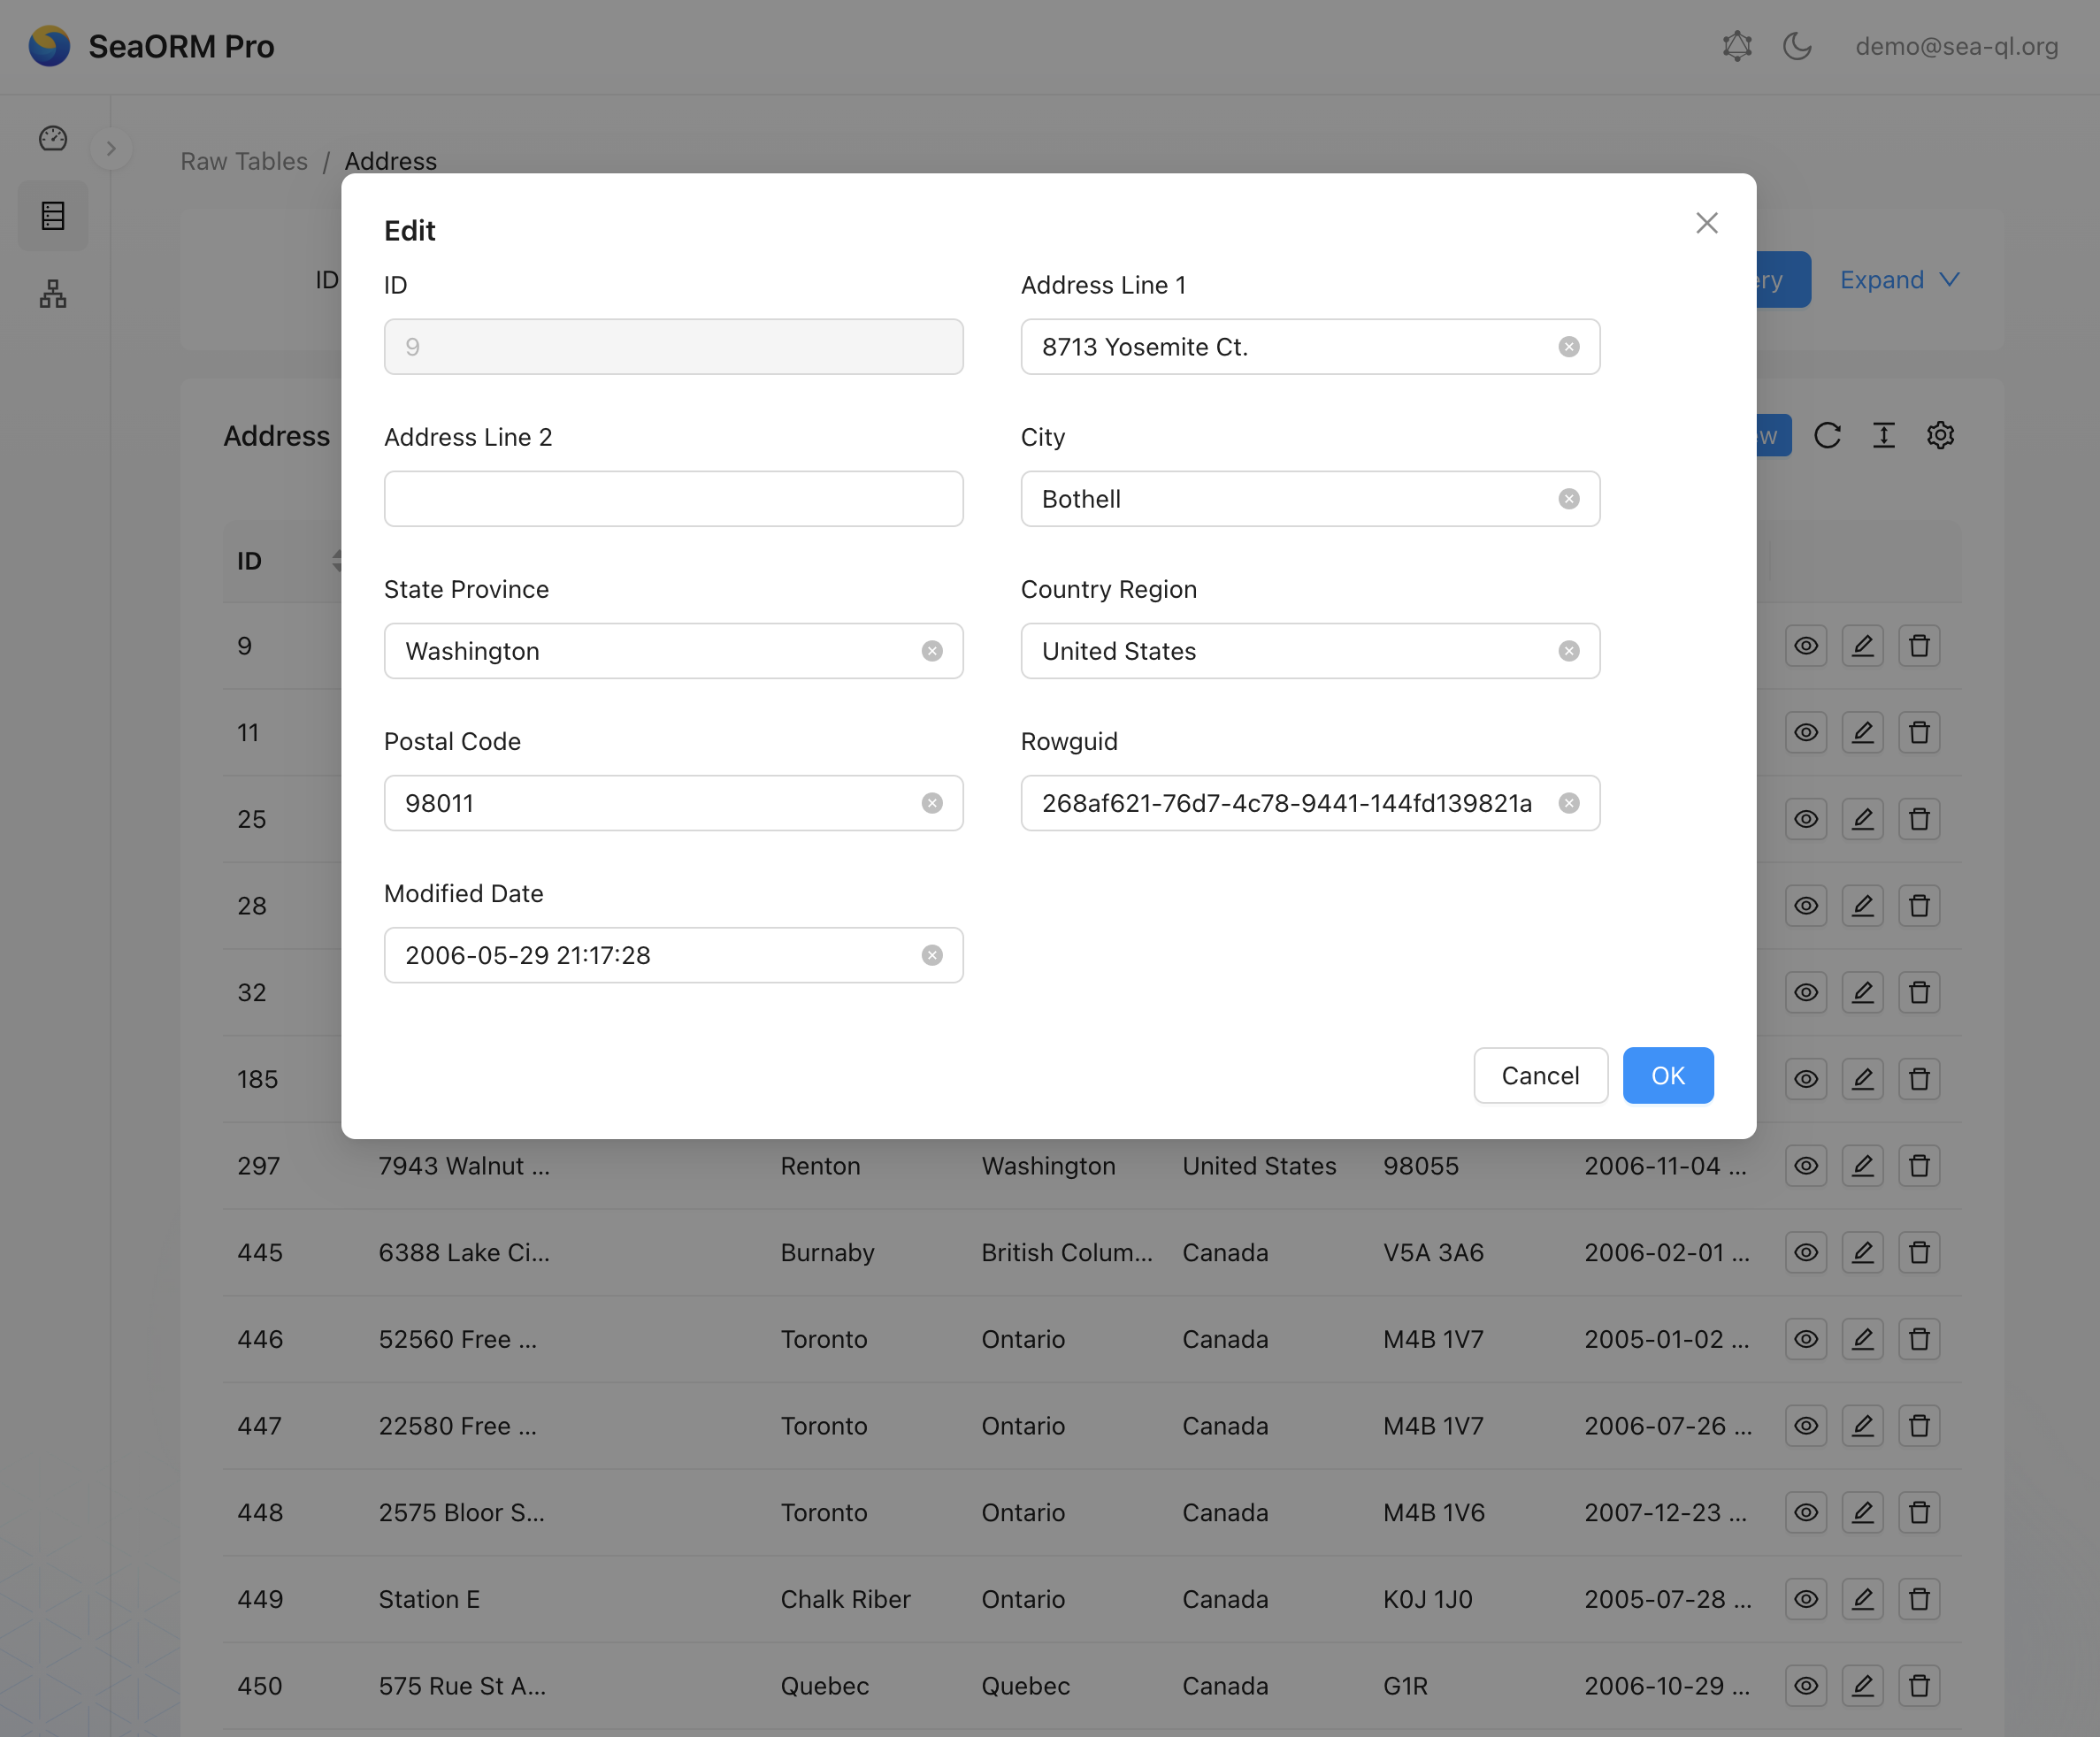 SeaORM Pro
demo@sea-ql.org
Raw Tables / Address
Edit
ID
ID
Address Line 1
Expand
9
8713 Yosemite Ct.
Address
Address Line 2
City
Bothell
ID
State Province
Country Region
9
Washington
United States
11
Postal Code
Rowguid
25
98011
268af621-76d7-4c78-9441-144fd139821a
28
Modified Date
2006-05-29 21:17:28
32
185
Cancel
OK
297 7943 Walnut ... Renton Washington United States 98055 2006-11-04 ...
445 6388 Lake Ci... Burnaby British Colum... Canada V5A 3A6 2006-02-01 ...
446 52560 Free ... Toronto Ontario Canada M4B 1V7 2005-01-02 ...
447 22580 Free ... Toronto Ontario Canada M4B 1V7 2006-07-26 ...
448 2575 Bloor S... Toronto Ontario Canada M4B 1V6 2007-12-23 ...
449 Station E Chalk Riber Ontario Canada K0J 1J0 2005-07-28 ...
450 575 Rue St A... Quebec Quebec Canada G1R 2006-10-29 ...